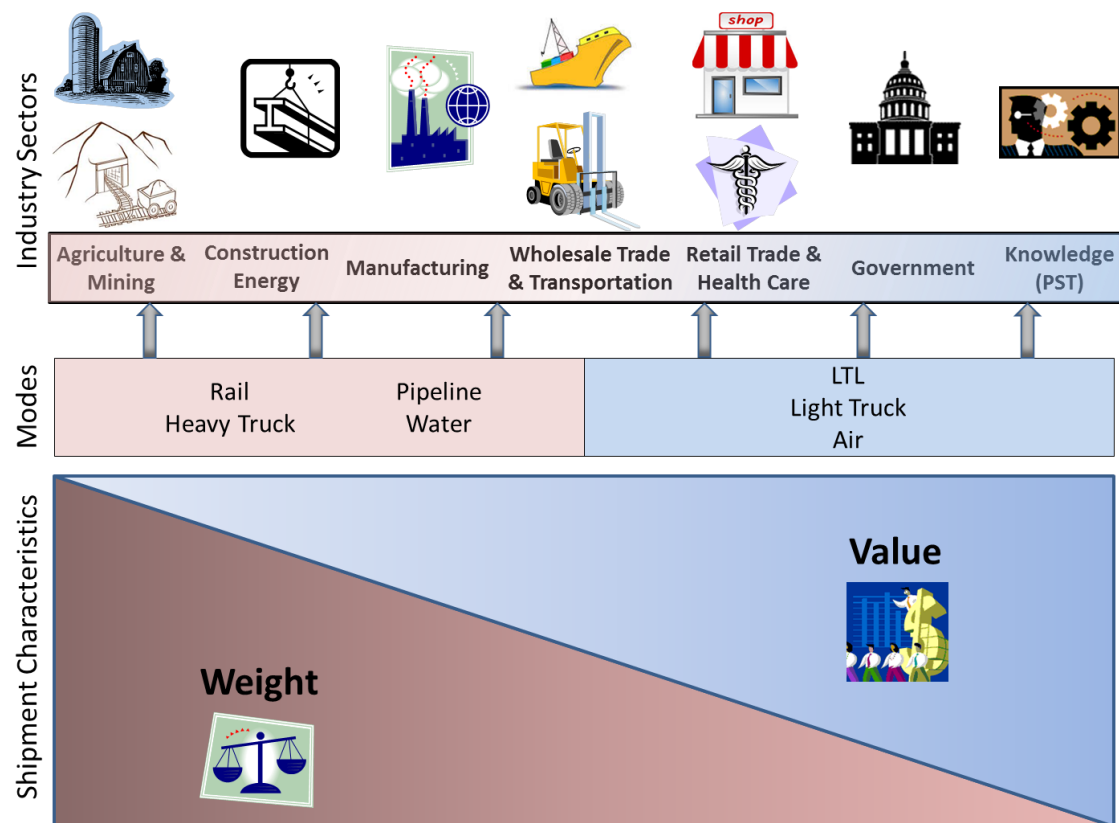 Industry Sectors
shop
Agriculture &
Mining
Construction
Energy
Manufacturing
Wholesale Trade
& Transportation
Retail Trade &
Health Care
Government
Knowledge
(PST)
Modes
Rail
Heavy Truck
Pipeline
Water
LTL
Light Truck
Air
Shipment Characteristics
Value
Weight